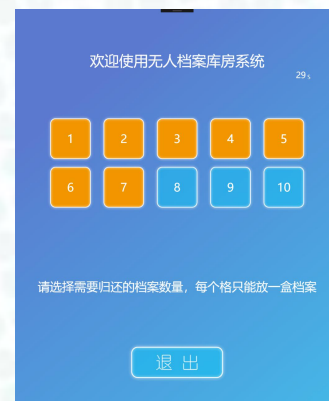 欢迎使用无人档案库房系统
29 s
1 2 3 4 5
6 7 8 9 10
请选择需要归还的档案数量，每个格只能放一盒档案
退出